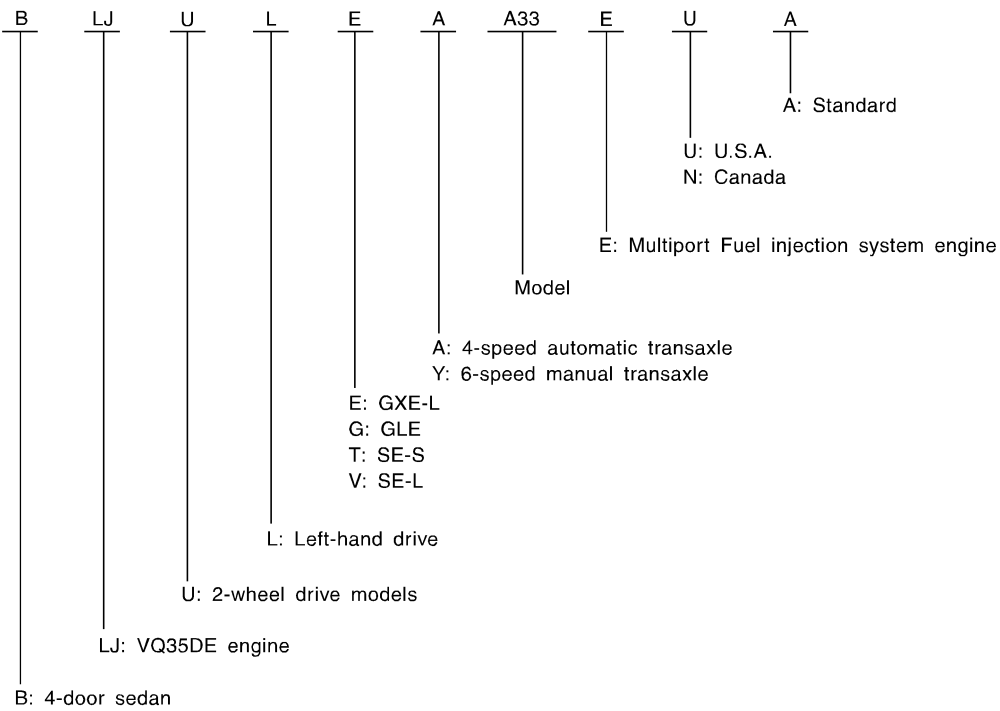 B LJ U L E A A33 E U A
A: Standard
U: U.S.A.
N: Canada
E: Multiport Fuel injection system engine
Model
A: 4-speed automatic transaxle
Y: 6-speed manual transaxle
E: GXE-L
G: GLE
T: SE-S
V: SE-L
L: Left-hand drive
U: 2-wheel drive models
LJ: VQ35DE engine
B: 4-door sedan